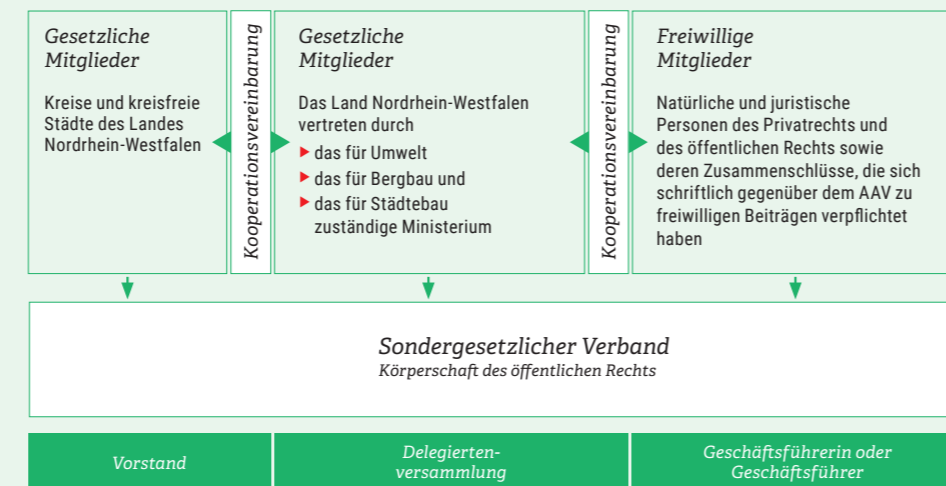 Gesetzliche
Mitglieder
Kreise und kreisfreie
Städte des Landes
Nordrhein-Westfalen
Kooperationsvereinbarung
Gesetzliche
Mitglieder
Das Land Nordrhein-Westfalen
vertreten durch
das für Umwelt
das für Bergbau und
das für Städtebau
zuständige Ministerium
Kooperationsvereinbarung
Freiwillige
Mitglieder
Natürliche und juristische
Personen des Privatrechts und
des öffentlichen Rechts sowie
deren Zusammenschlüsse, die sich
schriftlich gegenüber dem AAV zu
freiwilligen Beiträgen verpflichtet
haben
Sondergesetzlicher Verband
Körperschaft des öffentlichen Rechts
Vorstand
Delegierten-
versammlung
Geschäftsführerin oder
Geschäftsführer